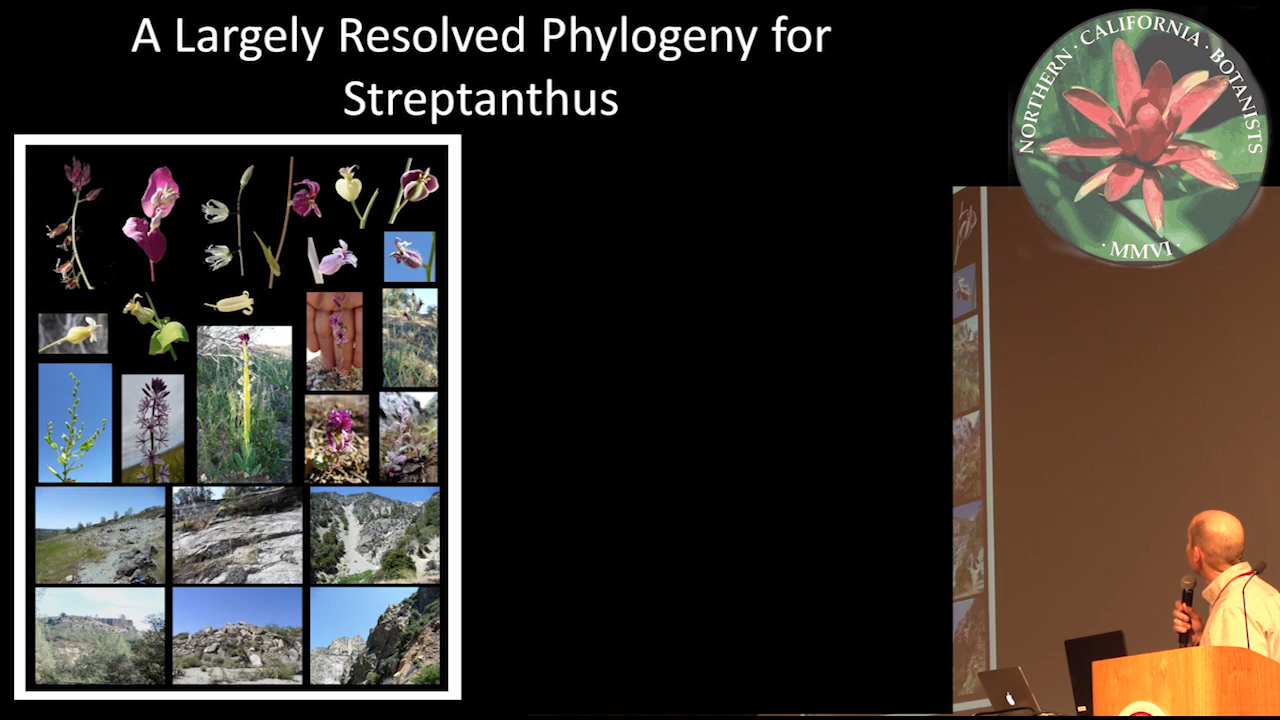 A Largely Resolved Phylogeny for
Streptanthus
NORTHERN · CALIFORNIA · BOTANISTS
· MMVI ·